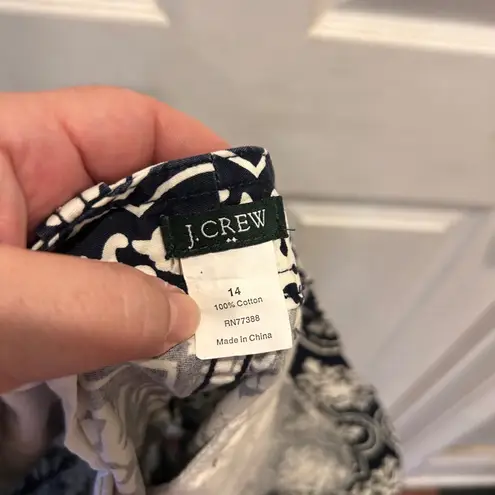 J.CREW
14
100% Cotton
RN77388
Made in China